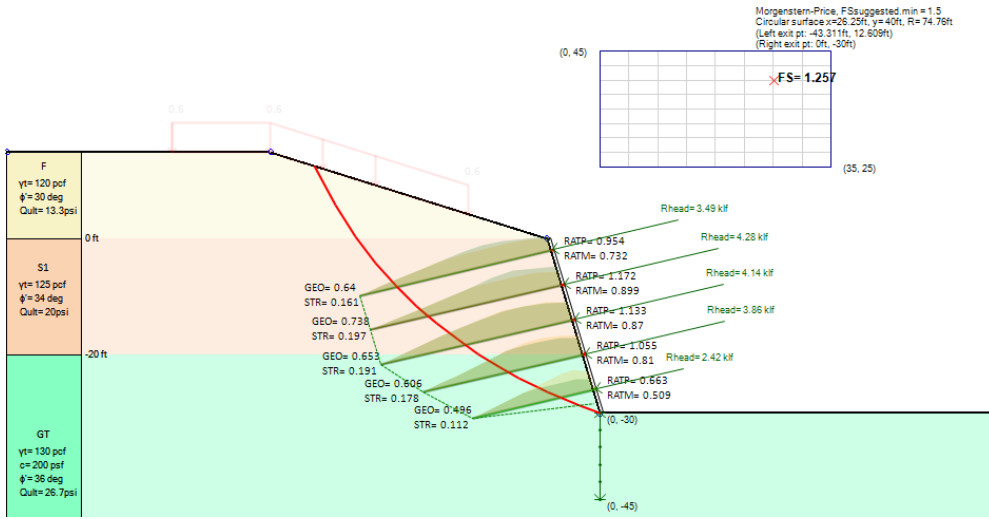 Morgenstern-Price, FSsuggested.min = 1.5
Circular surface x=26.25ft, y= 40ft, R= 74.76ft
(Left exit pt: -43.311ft, 12.609ft)
(Right exit pt: 0ft, -30ft)
(0, 45)
FS= 1.257
(35, 25)
0.6
0.6
0.6
F
γt= 120 pcf
ϕ'= 30 deg
Qult= 13.3psi
0 ft
S1
γt= 125 pcf
ϕ'= 34 deg
Qult= 20psi
-20 ft
GT
γt= 130 pcf
c= 200 psf
ϕ'= 36 deg
Qult= 26.7psi
Rhead= 3.49 klf
RATP= 0.954
RATM= 0.732
Rhead= 4.28 klf
RATP= 1.172
RATM= 0.899
Rhead= 4.14 klf
RATP= 1.133
RATM= 0.87
Rhead= 3.86 klf
RATP= 1.055
RATM= 0.81
Rhead= 2.42 klf
RATP= 0.663
RATM= 0.509
GEO= 0.64
STR= 0.161
GEO= 0.738
STR= 0.197
GEO= 0.653
STR= 0.191
GEO= 0.606
STR= 0.178
GEO= 0.496
STR= 0.112
(0, -30)
(0, -45)